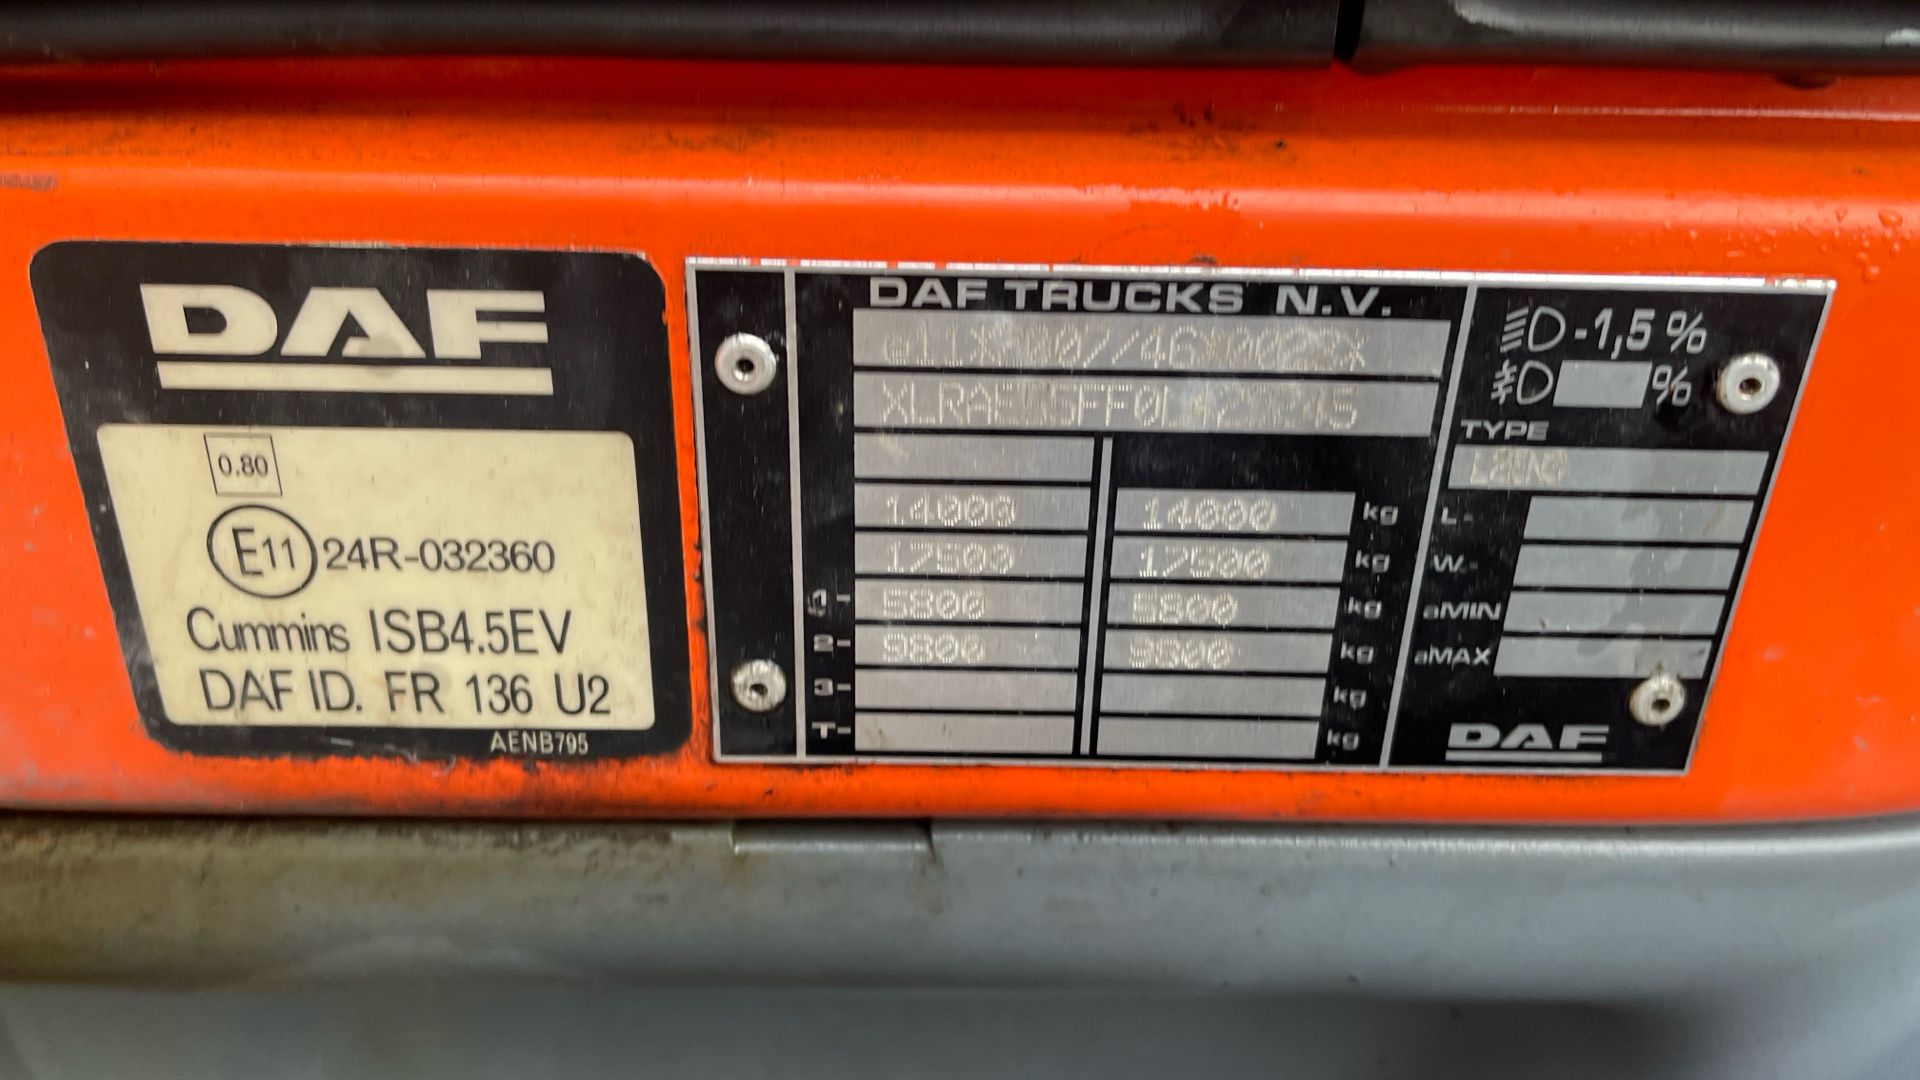 DAF
0.80
E11 24R-032360
Cummins ISB4.5EV
DAF ID. FR 136 U2
AENB795
DAF TRUCKS N.V.
14000 14000 kg
17500 17500 kg
1- 5800 5800 kg
2- 9800 9800 kg
3- kg
T- kg
-1,5%
%
TYPE
L-
W-
aMIN
aMAX
DAF